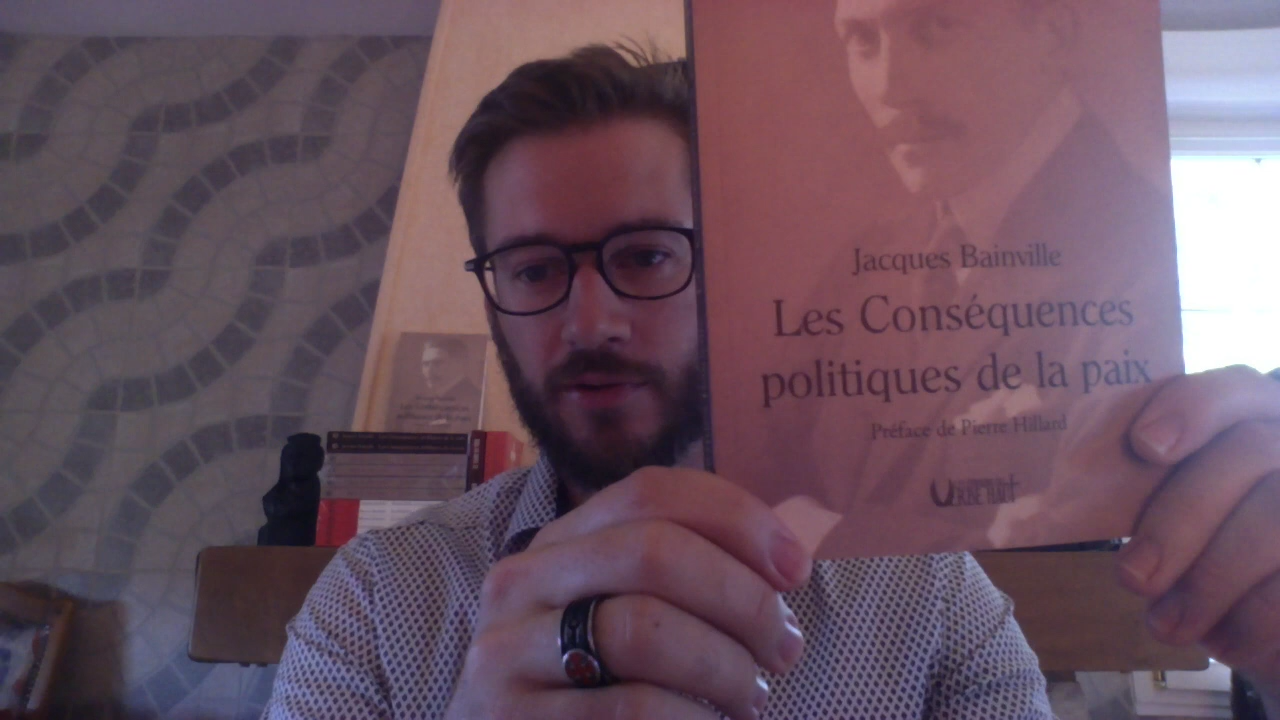 Jacques Bainville
Les Conséquences
politiques de la paix
Préface de Pierre Hillard